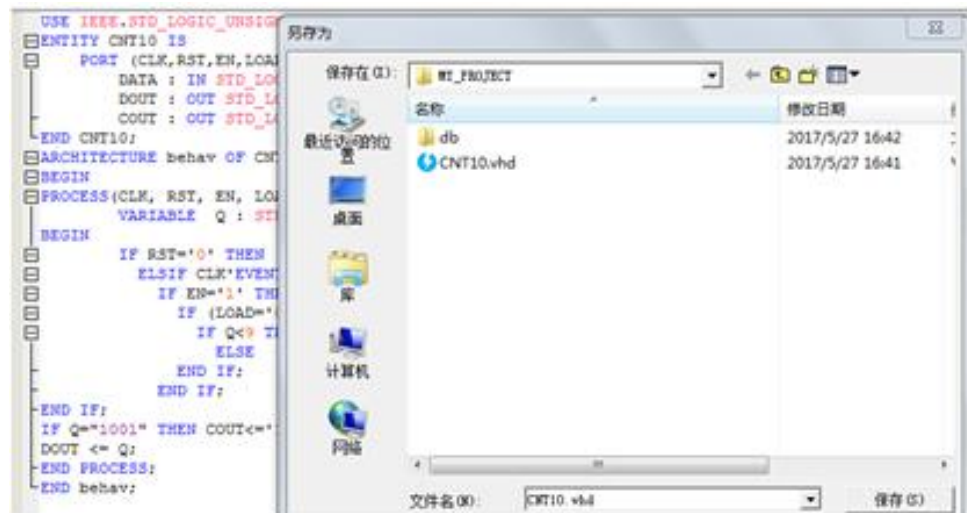 USE IEEE.STD_LOGIC_UNSIG
ENTITY CNT10 IS
PORT (CLK,RST,EN,LOA
DATA : IN STD_LO
DOUT : OUT STD_L
COUT : OUT STD_L
END CNT10;
ARCHITECTURE behav OF CN
BEGIN
PROCESS(CLK, RST, EN, LOA
VARIABLE Q : ST
BEGIN
IF RST='0' THEN
ELSIF CLK'EVENT
IF EN='1' TH
IF (LOAD='
IF Q<9 T
ELSE
END IF;
END IF;
END IF;
IF Q="1001" THEN COUT<='
DOUT <= Q;
END PROCESS;
END behav;
另存为
保存在(I):
MY_PROJECT
名称
修改日期
db
2017/5/27 16:42
CNT10.vhd
2017/5/27 16:41
最近访问的位置
桌面
库
计算机
网络
文件名(N):
CNT10.vhd
保存(S)